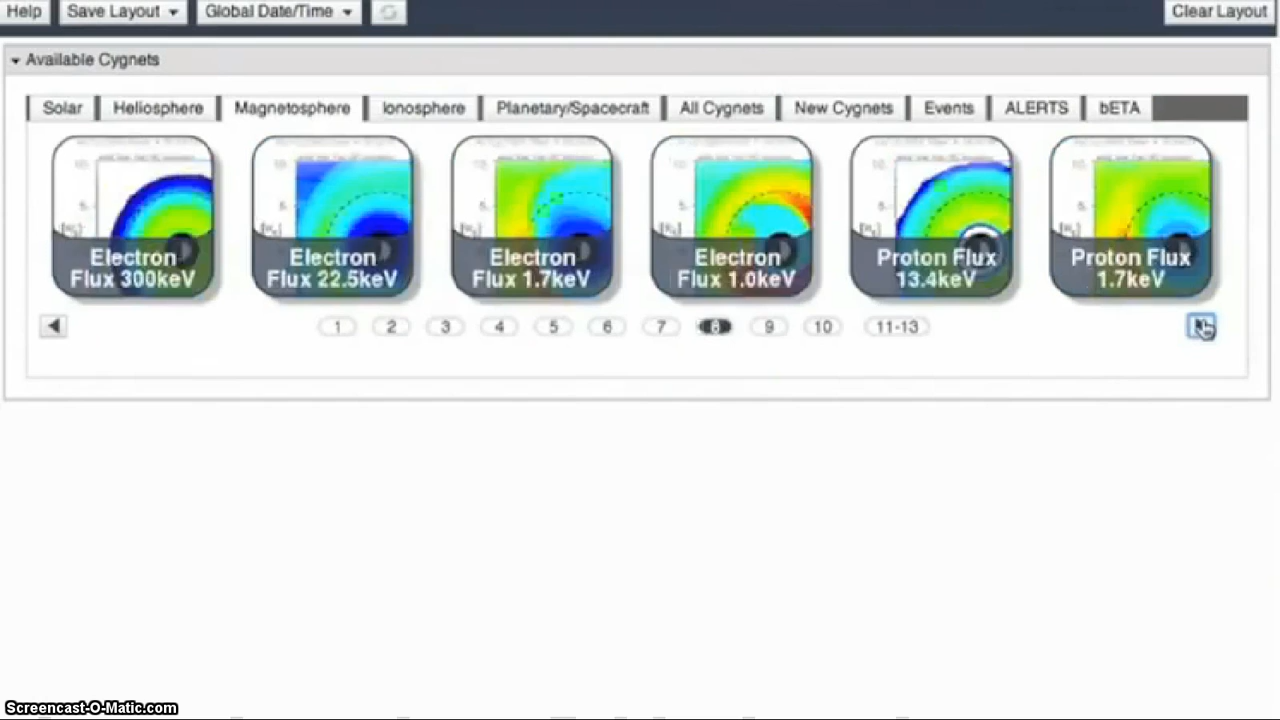 Help Save Layout Global Date/Time Clear Layout
Available Cygnets
Solar Heliosphere Magnetosphere Ionosphere Planetary/Spacecraft All Cygnets New Cygnets Events ALERTS bETA
Electron
Flux 300keV
Electron
Flux 22.5keV
Electron
Flux 1.7keV
Electron
Flux 1.0keV
Proton Flux
13.4keV
Proton Flux
1.7keV
1 2 3 4 5 6 7 8 9 10 11-13
Screencast-O-Matic.com